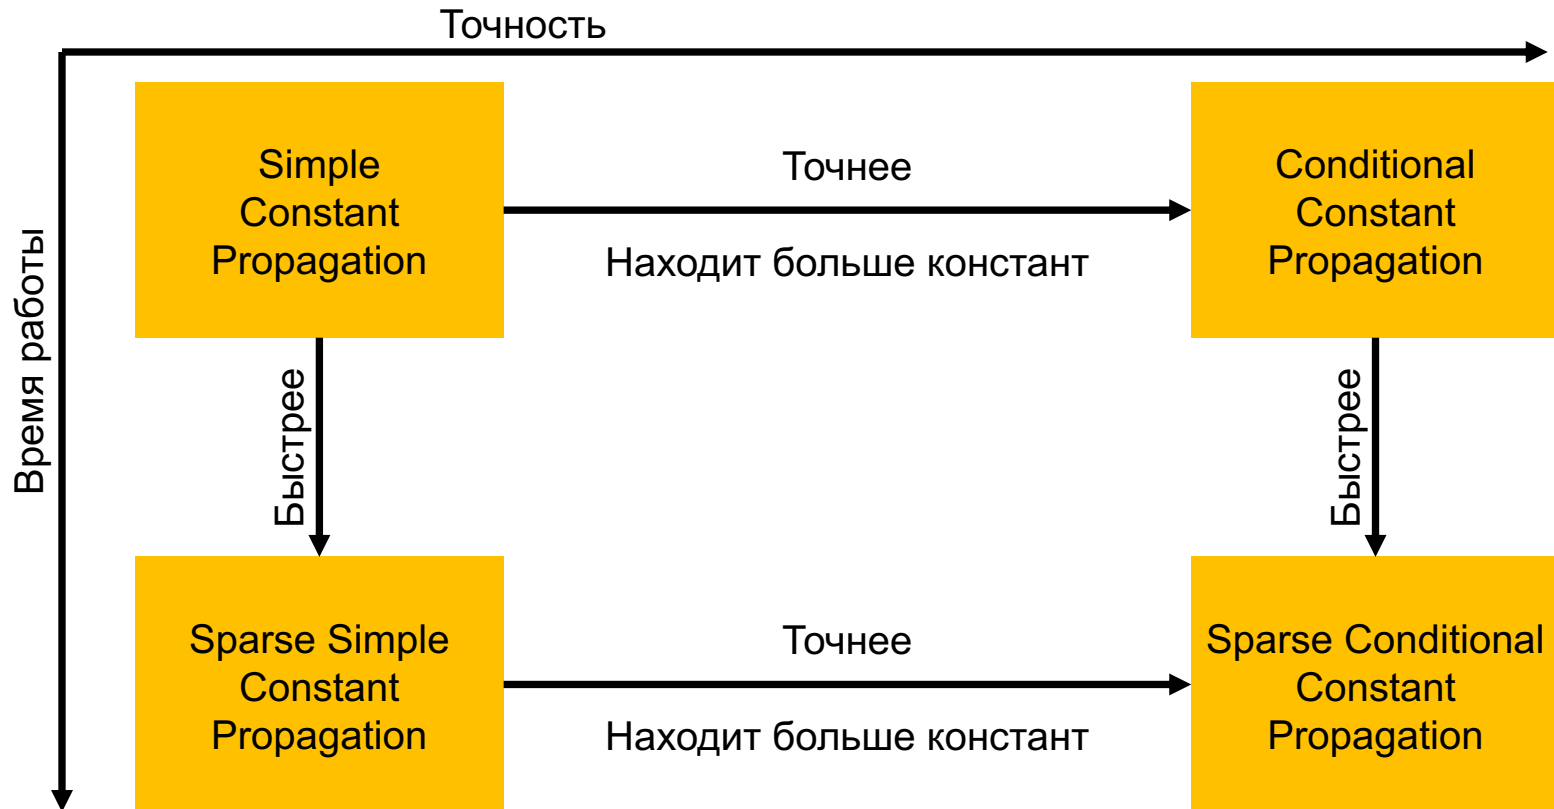 Точность
Время работы
Simple
Constant
Propagation
Точнее
Находит больше констант
Conditional
Constant
Propagation
Быстрее
Быстрее
Sparse Simple
Constant
Propagation
Точнее
Находит больше констант
Sparse Conditional
Constant
Propagation